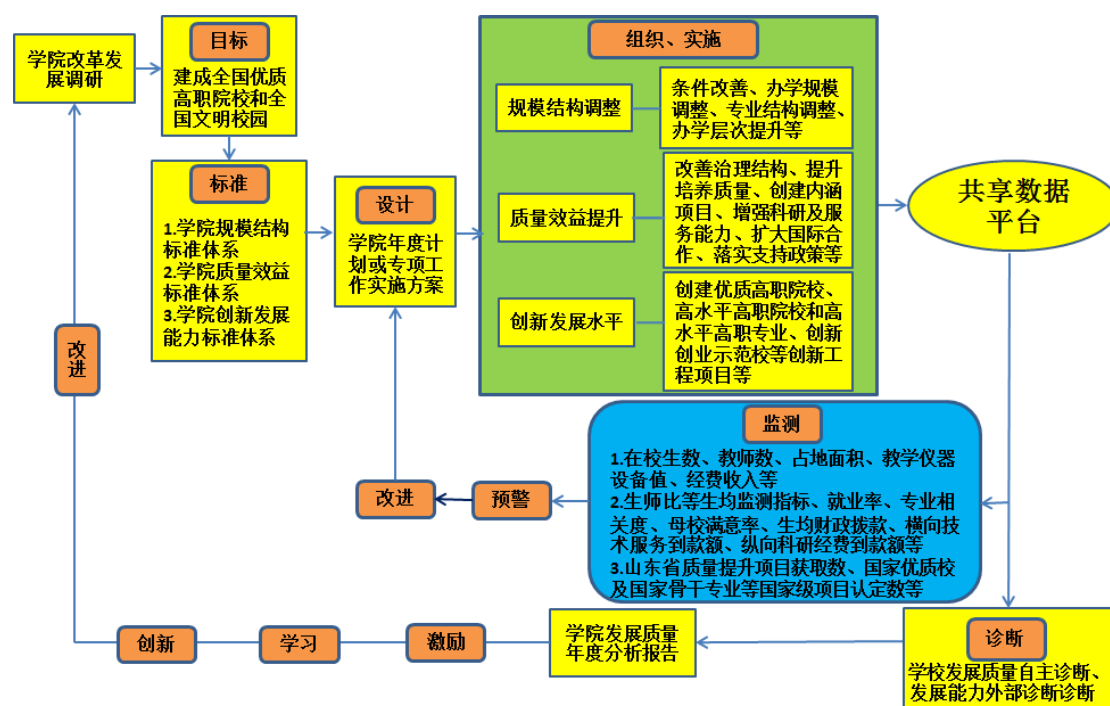 学院改革发
展调研
目标
建成全国优质
高职院校和全
国文明校园
标准
1.学院规模结构
标准体系
2.学院质量效益
标准体系
3.学院创新发展
能力标准体系
设计
学院年度计
划或专项工
作实施方案
组织、实施
规模结构调整
条件改善、办学规模
调整、专业结构调整、
办学层次提升等
质量效益提升
改善治理结构、提升
培养质量、创建内涵
项目、增强科研及服
务能力、扩大国际合
作、落实支持政策等
创新发展水平
创建优质高职院校、
高水平高职院校和高
水平高职专业、创新
创业示范校等创新工
程项目等
共享数据
平台
监测
1.在校生数、教师数、占地面积、教学仪器
设备值、经费收入等
2.生师比等生均监测指标、就业率、专业相
关度、母校满意率、生均财政拨款、横向技
术服务到款额、纵向科研经费到款额等
3.山东省质量提升项目获取数、国家优质校
及国家骨干专业等国家级项目认定数等
预警
改进
诊断
学校发展质量自主诊断、
发展能力外部诊断诊断
学院发展质量
年度分析报告
激励
学习
创新
改
进